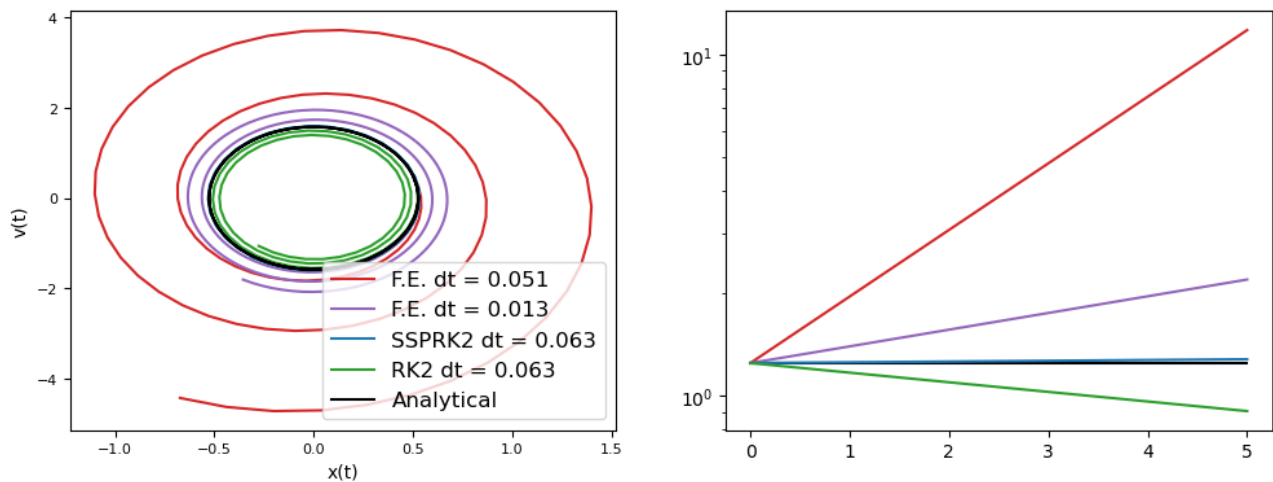 4
2
0
−2
−4
v(t)
−1.0
−0.5
0.0
0.5
1.0
1.5
x(t)
F.E. dt = 0.051
F.E. dt = 0.013
SSPRK2 dt = 0.063
RK2 dt = 0.063
Analytical
10¹
10⁰
0
1
2
3
4
5